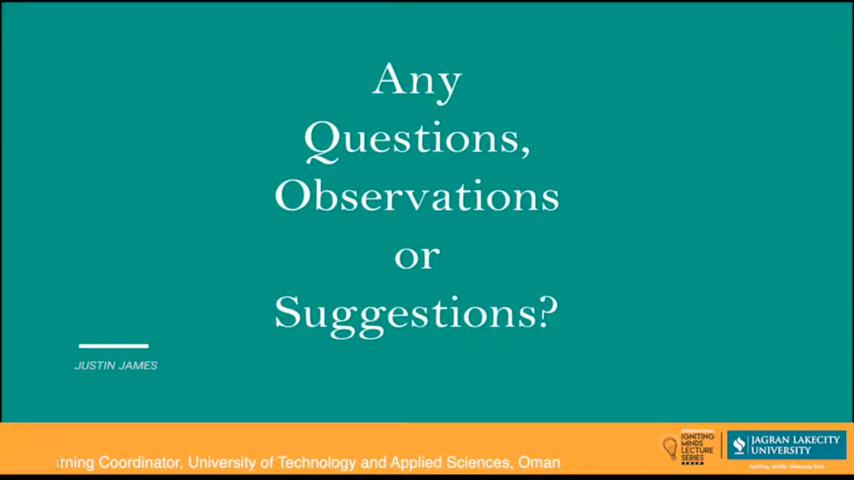 Any
Questions,
Observations
or
Suggestions?
JUSTIN JAMES
rning Coordinator, University of Technology and Applied Sciences, Oman
IGNITING
MINDS
LECTURE
SERIES
JAGRAN LAKECITY
UNIVERSITY